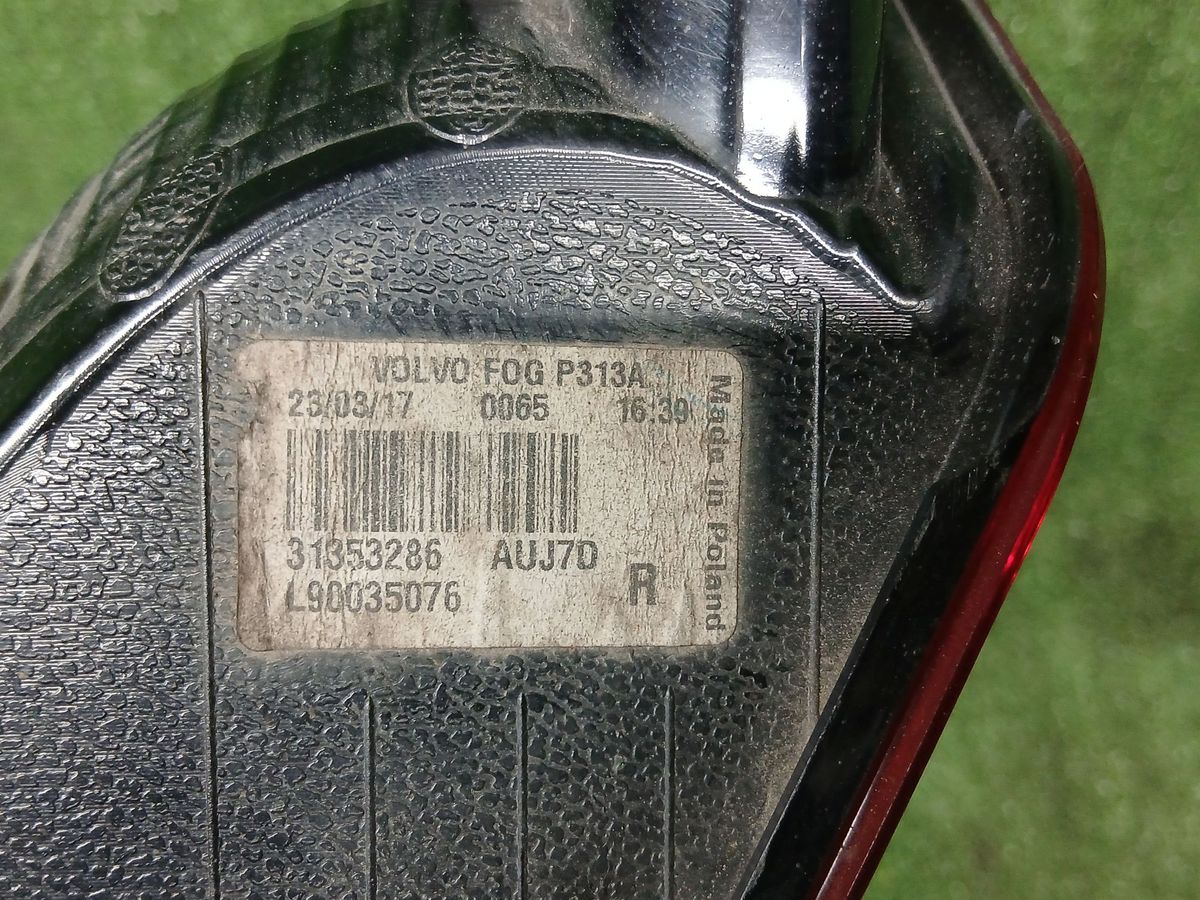 VOLVO FOG P313A
23/03/17 0065 16:39
31353286 AUJ7D
L90035076 R
Made in Poland